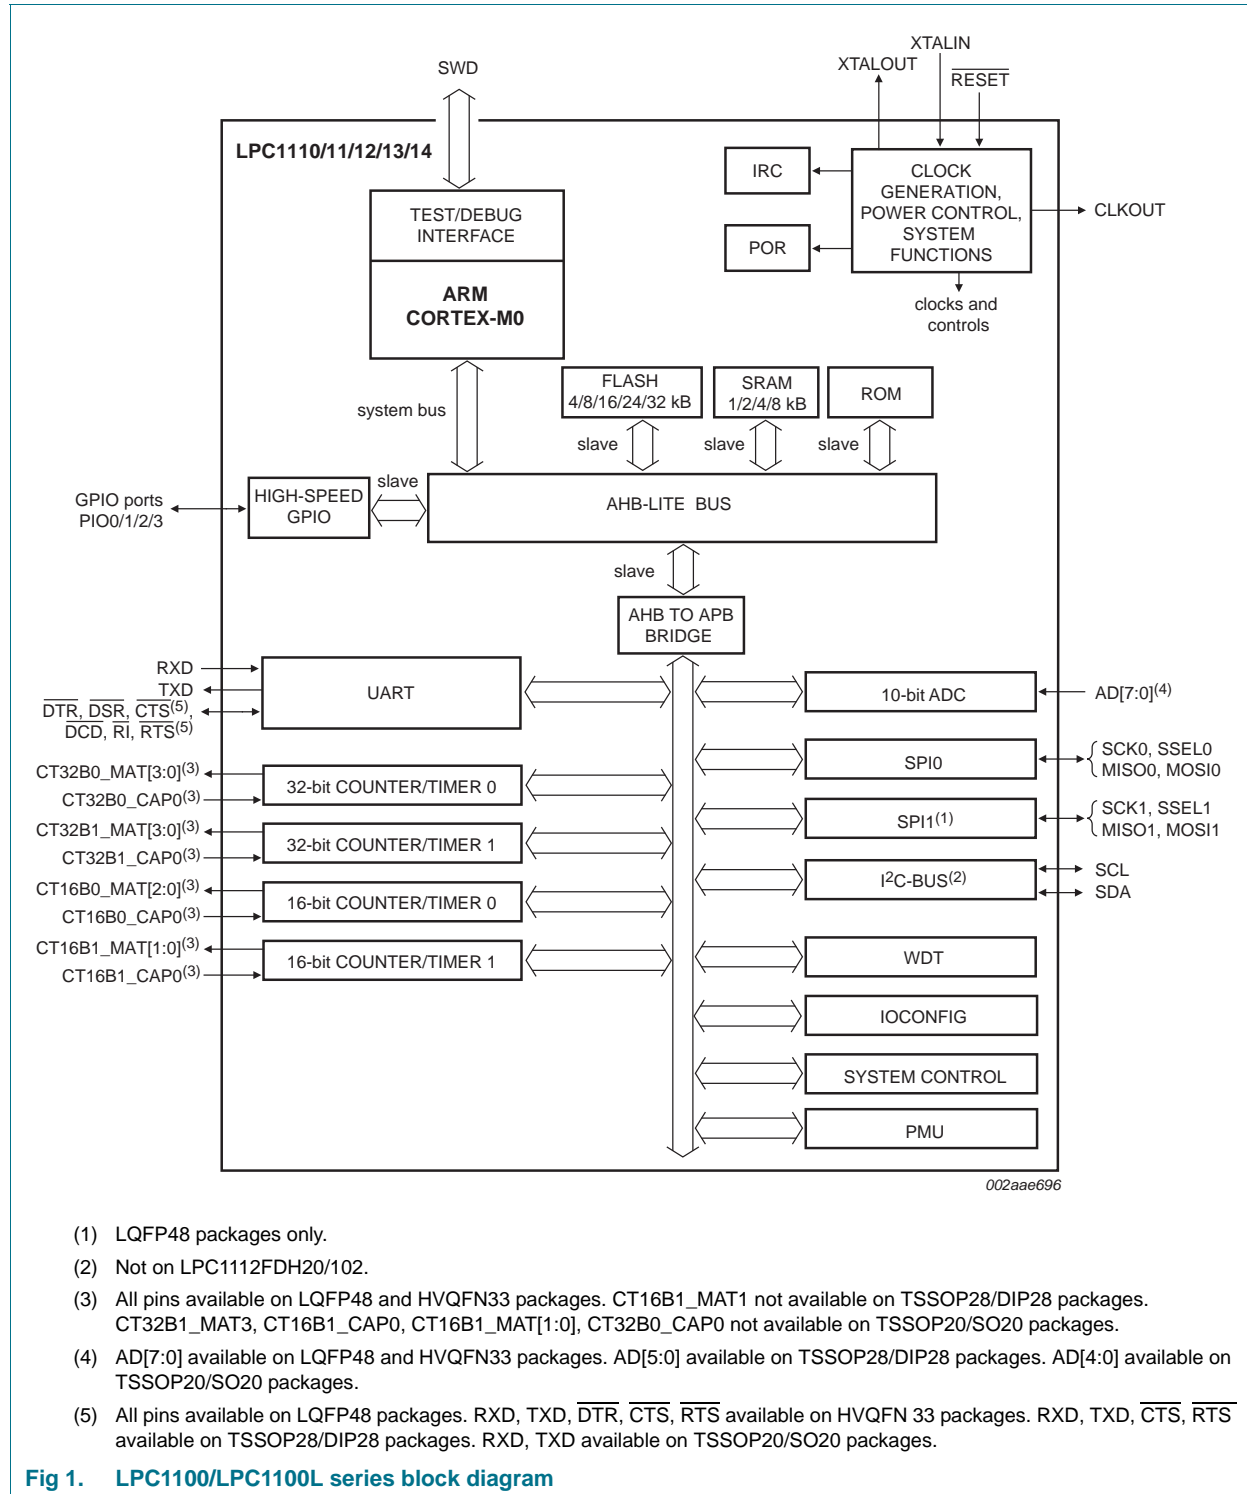 XTALIN
XTALOUT
RESET
SWD
LPC1110/11/12/13/14
IRC
CLOCK
GENERATION,
POWER CONTROL,
SYSTEM
FUNCTIONS
CLKOUT
POR
TEST/DEBUG
INTERFACE
clocks and
controls
ARM
CORTEX-M0
FLASH
4/8/16/24/32 kB
SRAM
1/2/4/8 kB
ROM
system bus
slave
slave
slave
GPIO ports
PIO0/1/2/3
HIGH-SPEED
GPIO
slave
AHB-LITE BUS
slave
AHB TO APB
BRIDGE
RXD
TXD
DTR, DSR, CTS(5),
DCD, RI, RTS(5)
UART
10-bit ADC
AD[7:0](4)
CT32B0_MAT[3:0](3)
CT32B0_CAP0(3)
32-bit COUNTER/TIMER 0
SPI0
SCK0, SSEL0
MISO0, MOSI0
CT32B1_MAT[3:0](3)
CT32B1_CAP0(3)
32-bit COUNTER/TIMER 1
SPI1(1)
SCK1, SSEL1
MISO1, MOSI1
CT16B0_MAT[2:0](3)
CT16B0_CAP0(3)
16-bit COUNTER/TIMER 0
I2C-BUS(2)
SCL
SDA
CT16B1_MAT[1:0](3)
CT16B1_CAP0(3)
16-bit COUNTER/TIMER 1
WDT
IOCONFIG
SYSTEM CONTROL
PMU
002aae696
(1) LQFP48 packages only.
(2) Not on LPC1112FDH20/102.
(3) All pins available on LQFP48 and HVQFN33 packages. CT16B1_MAT1 not available on TSSOP28/DIP28 packages.
CT32B1_MAT3, CT16B1_CAP0, CT16B1_MAT[1:0], CT32B0_CAP0 not available on TSSOP20/SO20 packages.
(4) AD[7:0] available on LQFP48 and HVQFN33 packages. AD[5:0] available on TSSOP28/DIP28 packages. AD[4:0] available on
TSSOP20/SO20 packages.
(5) All pins available on LQFP48 packages. RXD, TXD, DTR, CTS, RTS available on HVQFN 33 packages. RXD, TXD, CTS, RTS
available on TSSOP28/DIP28 packages. RXD, TXD available on TSSOP20/SO20 packages.
Fig 1. LPC1100/LPC1100L series block diagram